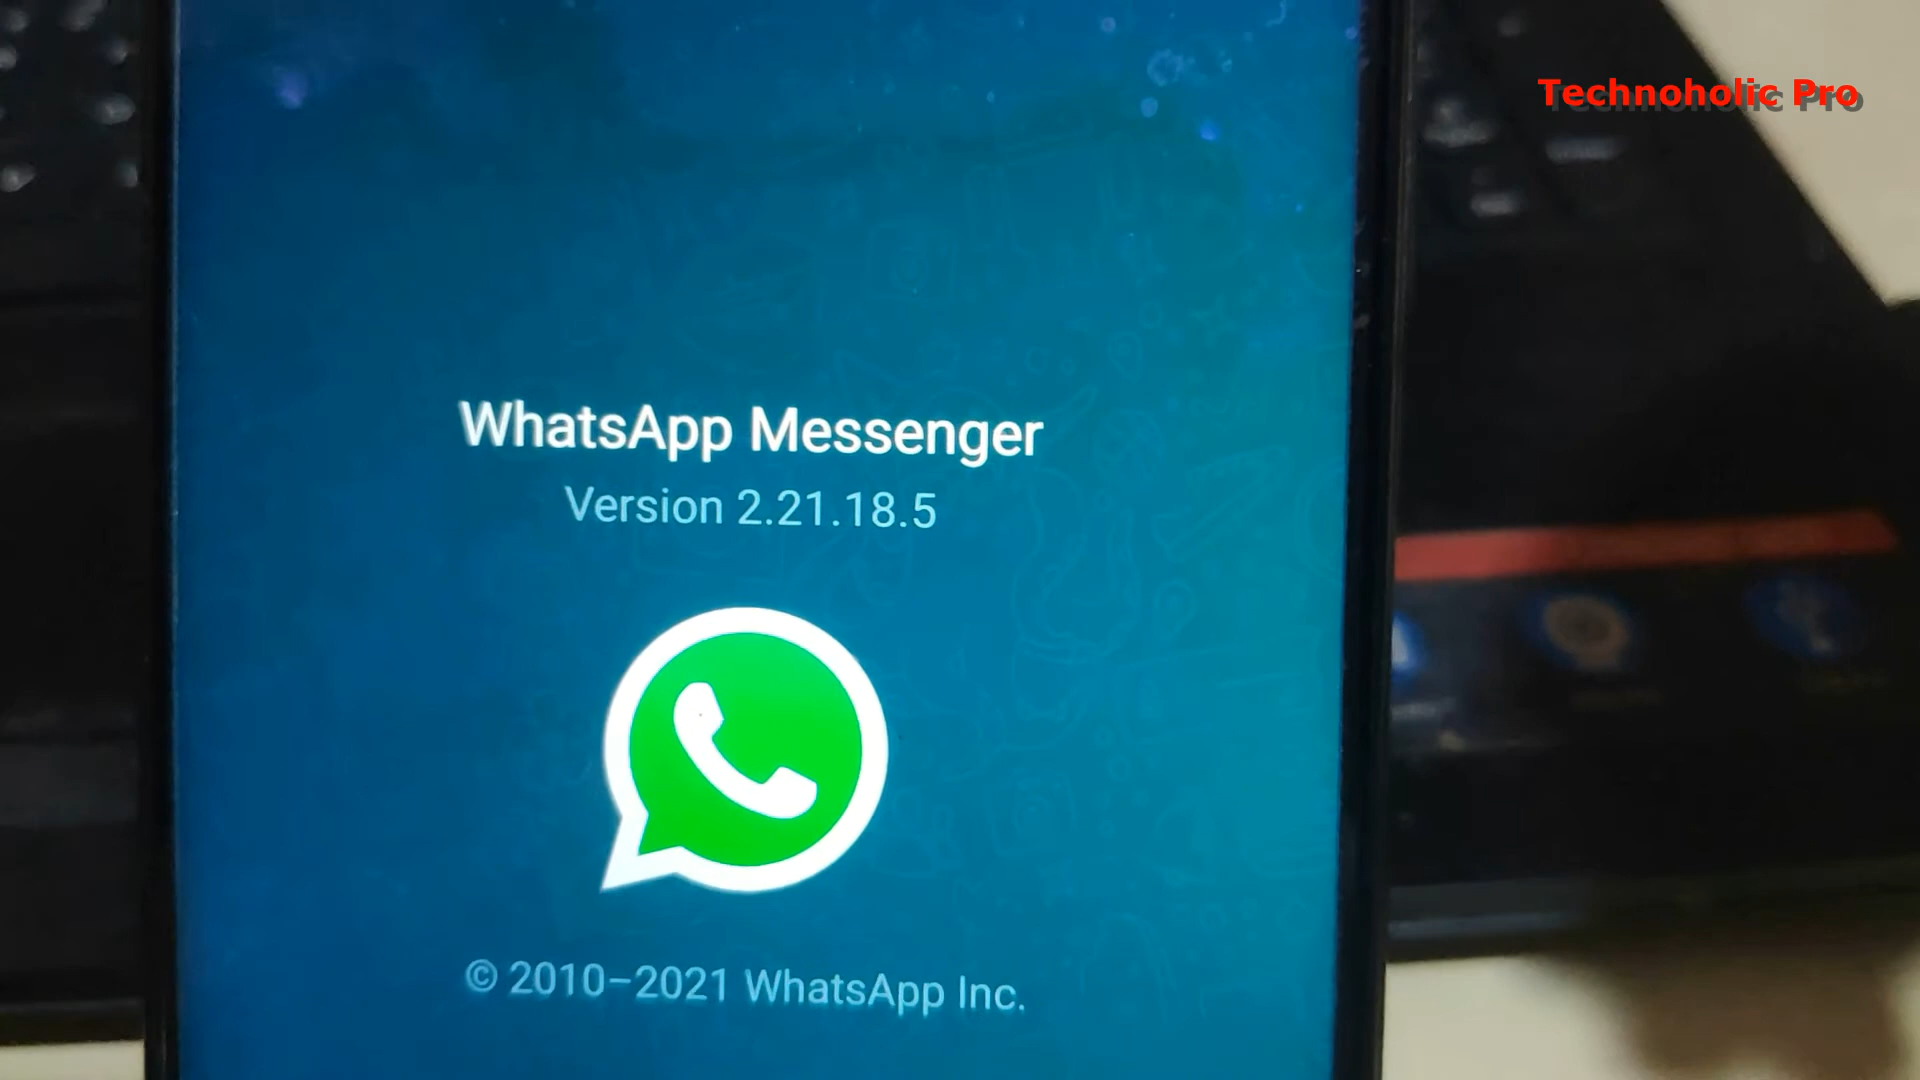 Technoholic Pro
WhatsApp Messenger
Version 2.21.18.5
© 2010–2021 WhatsApp Inc.